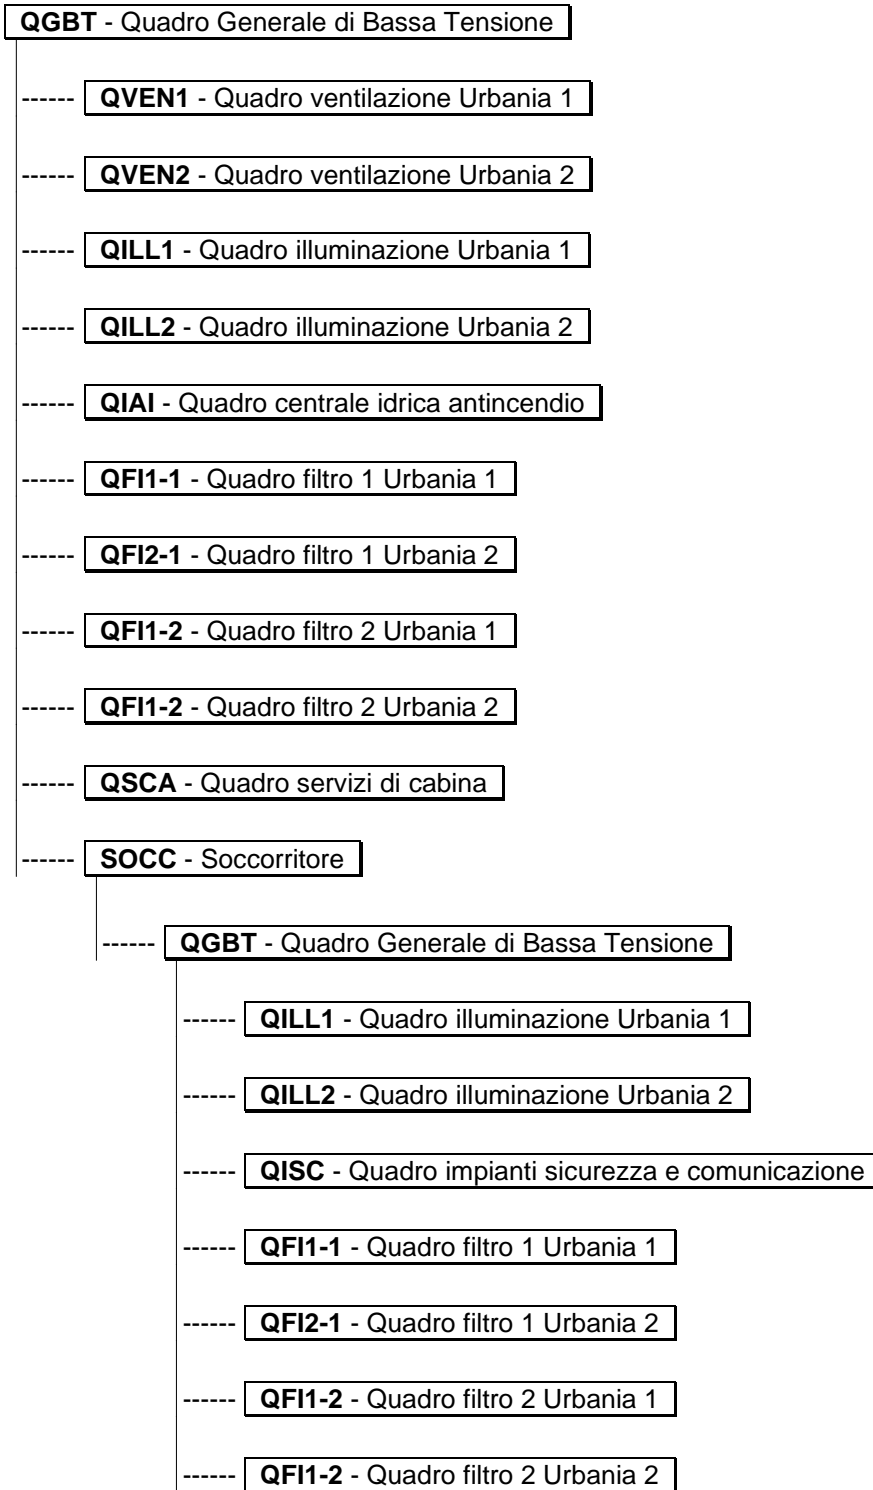 QGBT - Quadro Generale di Bassa Tensione
------ QVEN1 - Quadro ventilazione Urbania 1
------ QVEN2 - Quadro ventilazione Urbania 2
------ QILL1 - Quadro illuminazione Urbania 1
------ QILL2 - Quadro illuminazione Urbania 2
------ QIAI - Quadro centrale idrica antincendio
------ QFI1-1 - Quadro filtro 1 Urbania 1
------ QFI2-1 - Quadro filtro 1 Urbania 2
------ QFI1-2 - Quadro filtro 2 Urbania 1
------ QFI1-2 - Quadro filtro 2 Urbania 2
------ QSCA - Quadro servizi di cabina
------ SOCC - Soccorritore
------ QGBT - Quadro Generale di Bassa Tensione
------ QILL1 - Quadro illuminazione Urbania 1
------ QILL2 - Quadro illuminazione Urbania 2
------ QISC - Quadro impianti sicurezza e comunicazione
------ QFI1-1 - Quadro filtro 1 Urbania 1
------ QFI2-1 - Quadro filtro 1 Urbania 2
------ QFI1-2 - Quadro filtro 2 Urbania 1
------ QFI1-2 - Quadro filtro 2 Urbania 2